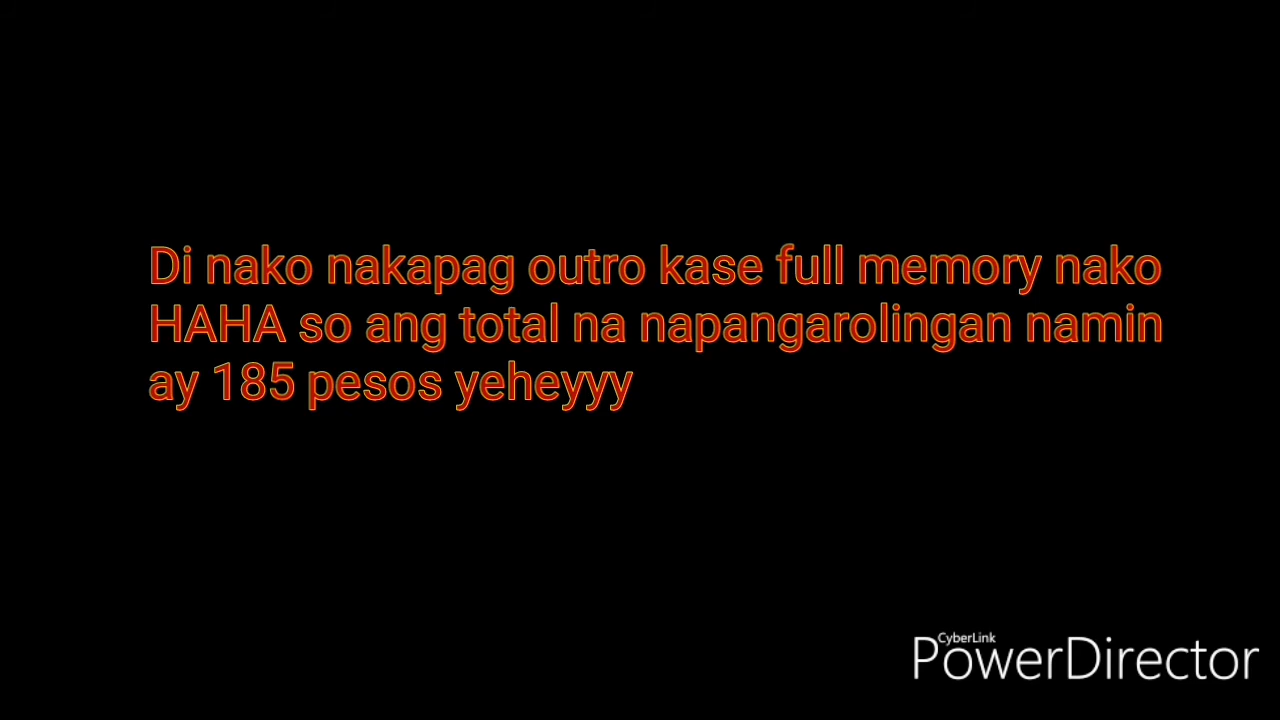 Di nako nakapag outro kase full memory nako
HAHA so ang total na napangarolingan namin
ay 185 pesos yeheyyy
CyberLink
PowerDirector